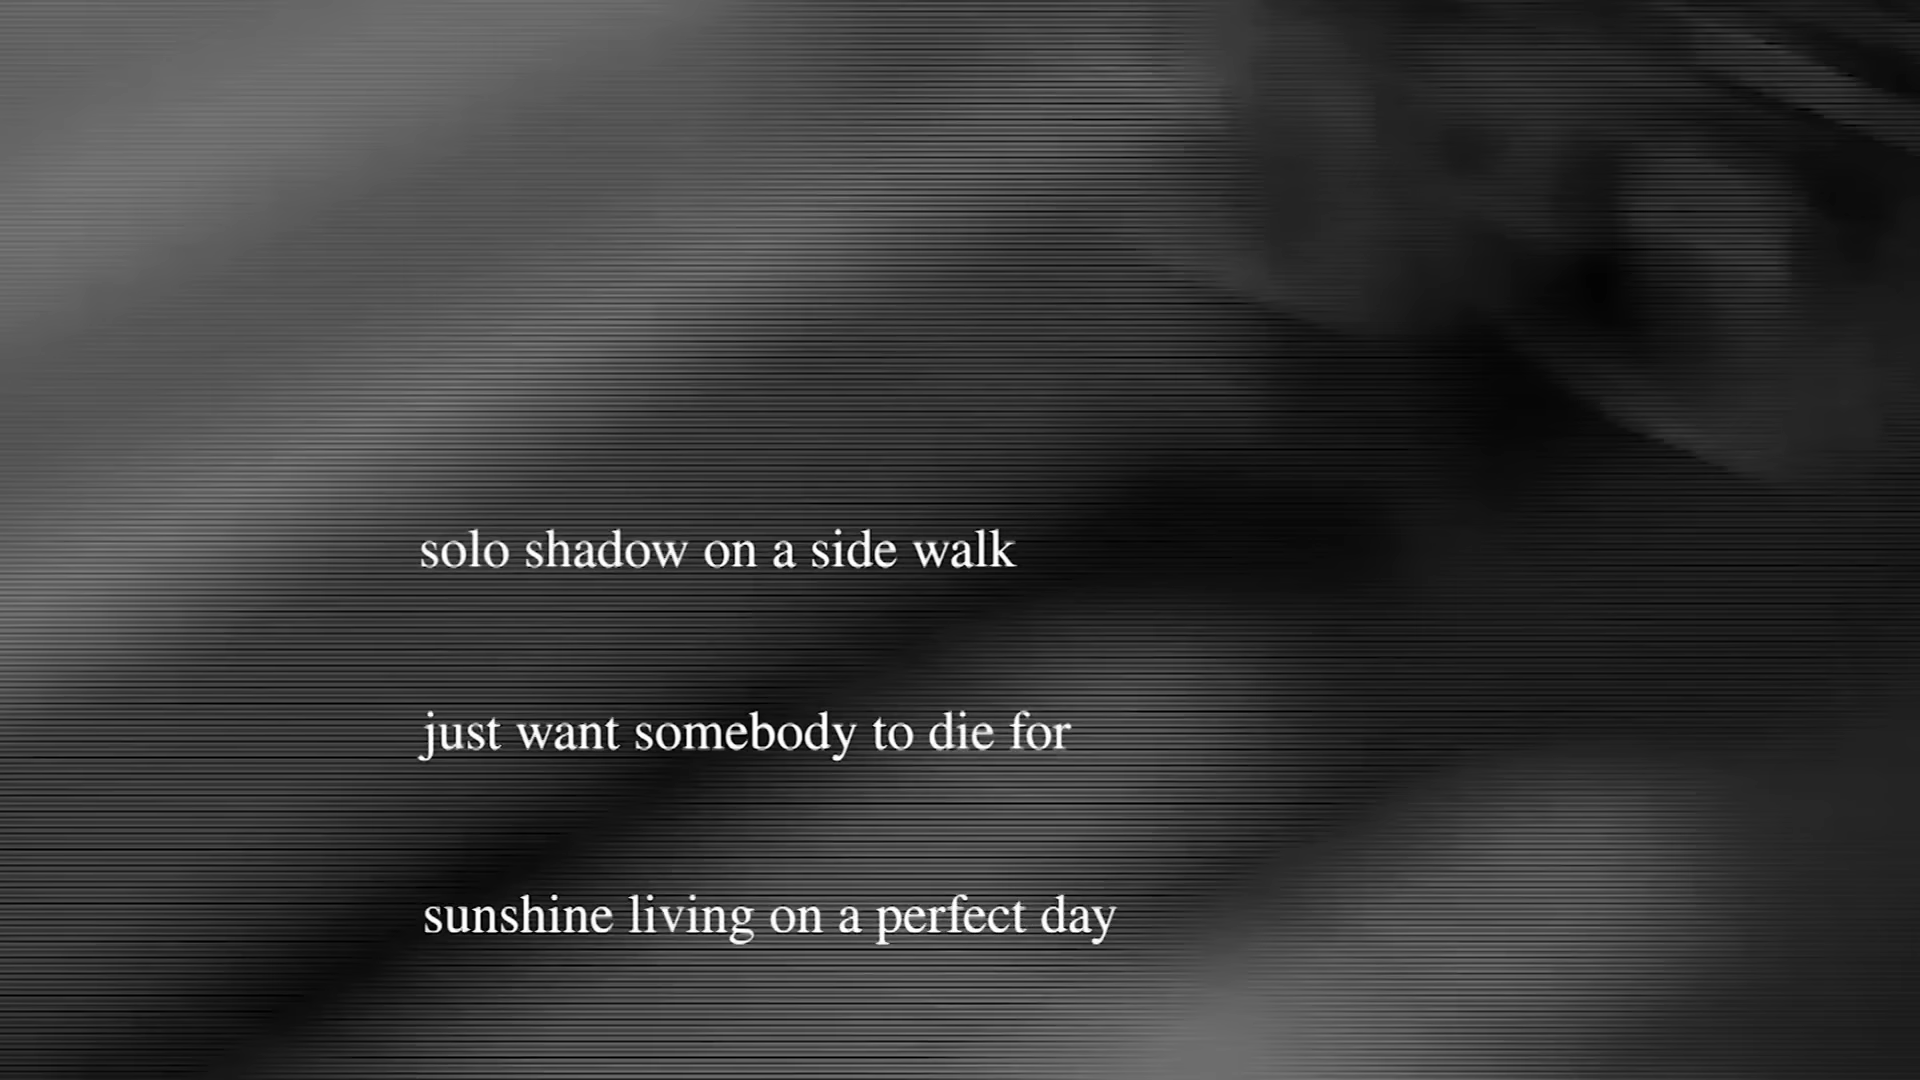 solo shadow on a side walk
just want somebody to die for
sunshine living on a perfect day